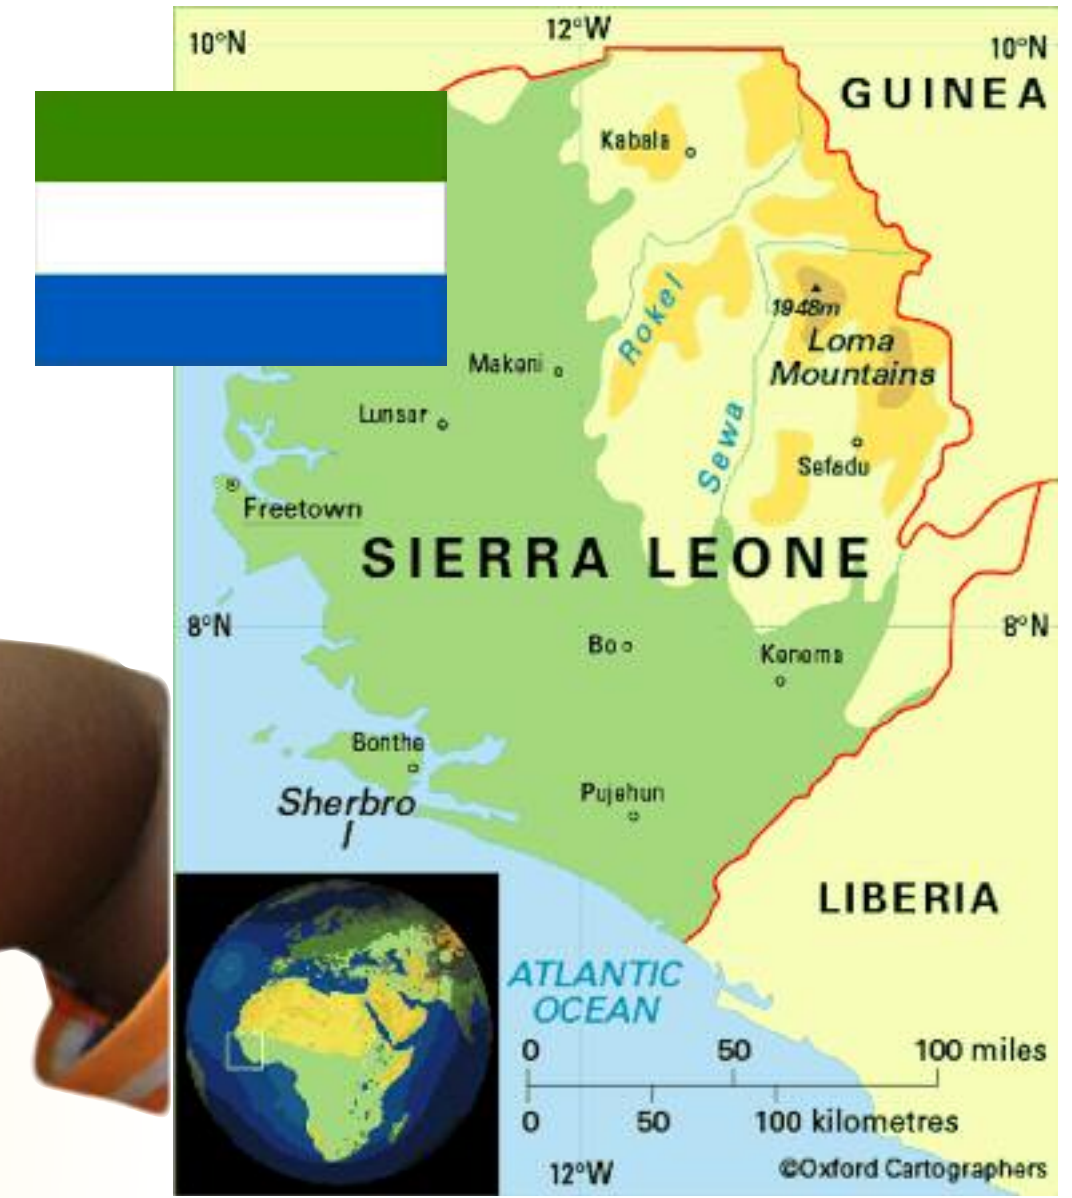 12°W
10°N
10°N
GUINEA
Kabala
Rokel
1948m
Loma
Mountains
Makeni
Lunsar
Sewa
Sefadu
Freetown
SIERRA LEONE
8°N
8°N
Bo
Kenema
Bonthe
Sherbro
I
Pujehun
LIBERIA
ATLANTIC
OCEAN
0 50 100 miles
0 50 100 kilometres
12°W
©Oxford Cartographers